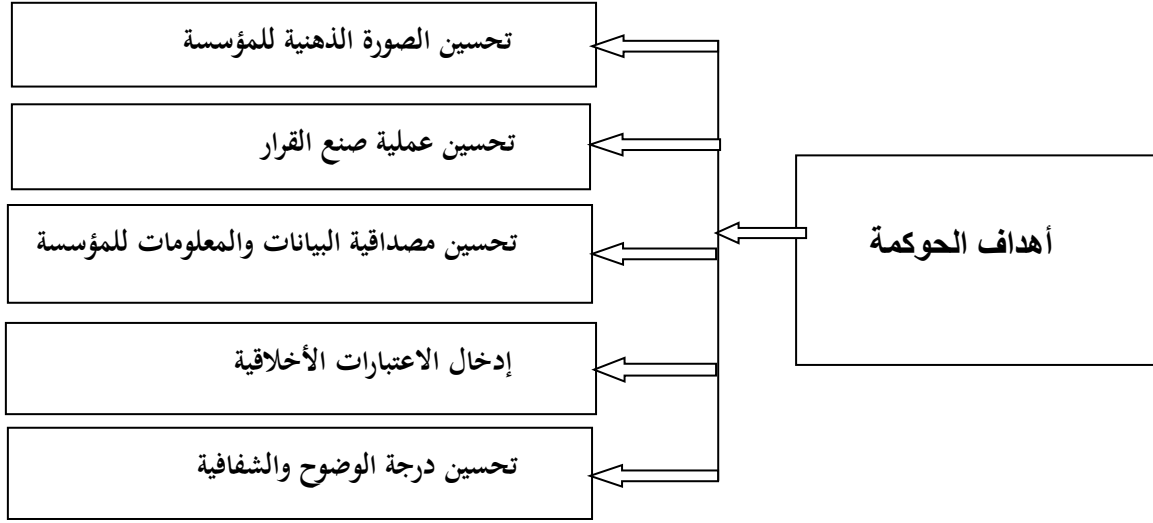 أهداف الحوكمة
تحسين الصورة الذهنية للمؤسسة
تحسين عملية صنع القرار
تحسين مصداقية البيانات والمعلومات للمؤسسة
إدخال الاعتبارات الأخلاقية
تحسين درجة الوضوح والشفافية